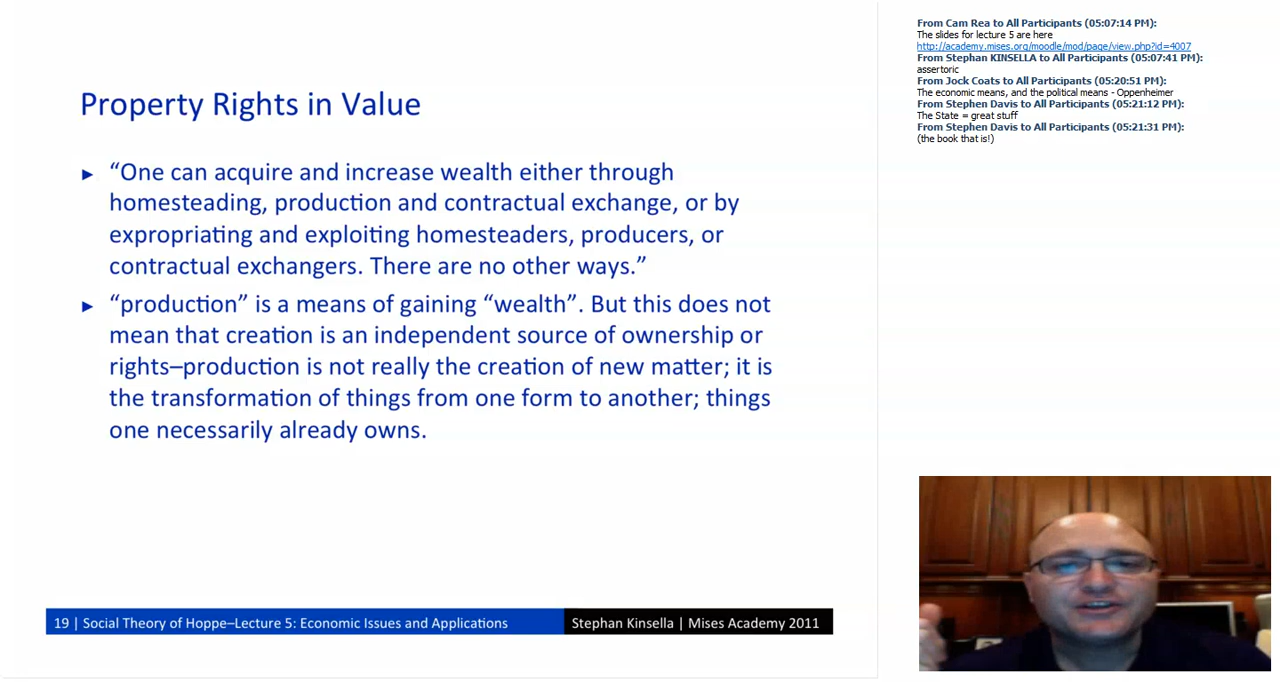 Property Rights in Value
► “One can acquire and increase wealth either through
homesteading, production and contractual exchange, or by
expropriating and exploiting homesteaders, producers, or
contractual exchangers. There are no other ways.”
► “production” is a means of gaining “wealth”. But this does not
mean that creation is an independent source of ownership or
rights–production is not really the creation of new matter; it is
the transformation of things from one form to another; things
one necessarily already owns.
19 | Social Theory of Hoppe–Lecture 5: Economic Issues and Applications
Stephan Kinsella | Mises Academy 2011
From Cam Rea to All Participants (05:07:14 PM):
The slides for lecture 5 are here
http://academy.mises.org/moodle/mod/page/view.php?id=4007
From Stephan KINSELLA to All Participants (05:07:41 PM):
assertoric
From Jock Coats to All Participants (05:20:51 PM):
The economic means, and the political means - Oppenheimer
From Stephen Davis to All Participants (05:21:12 PM):
The State = great stuff
From Stephen Davis to All Participants (05:21:31 PM):
(the book that is!)